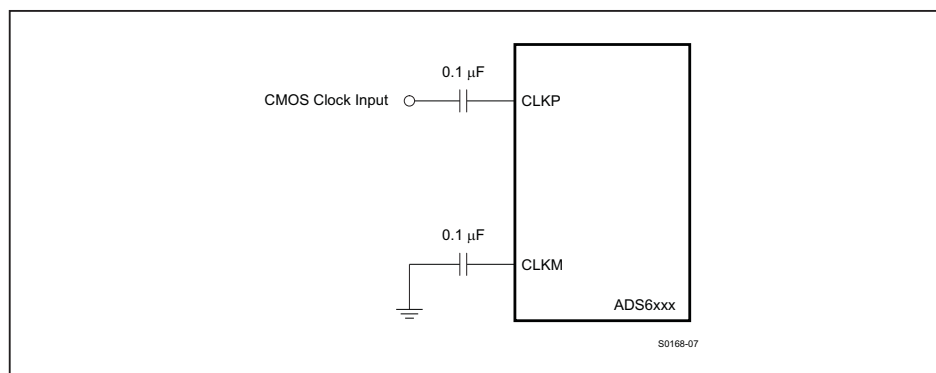 0.1 μF
CMOS Clock Input
CLKP
0.1 μF
CLKM
ADS6xxx
S0168-07